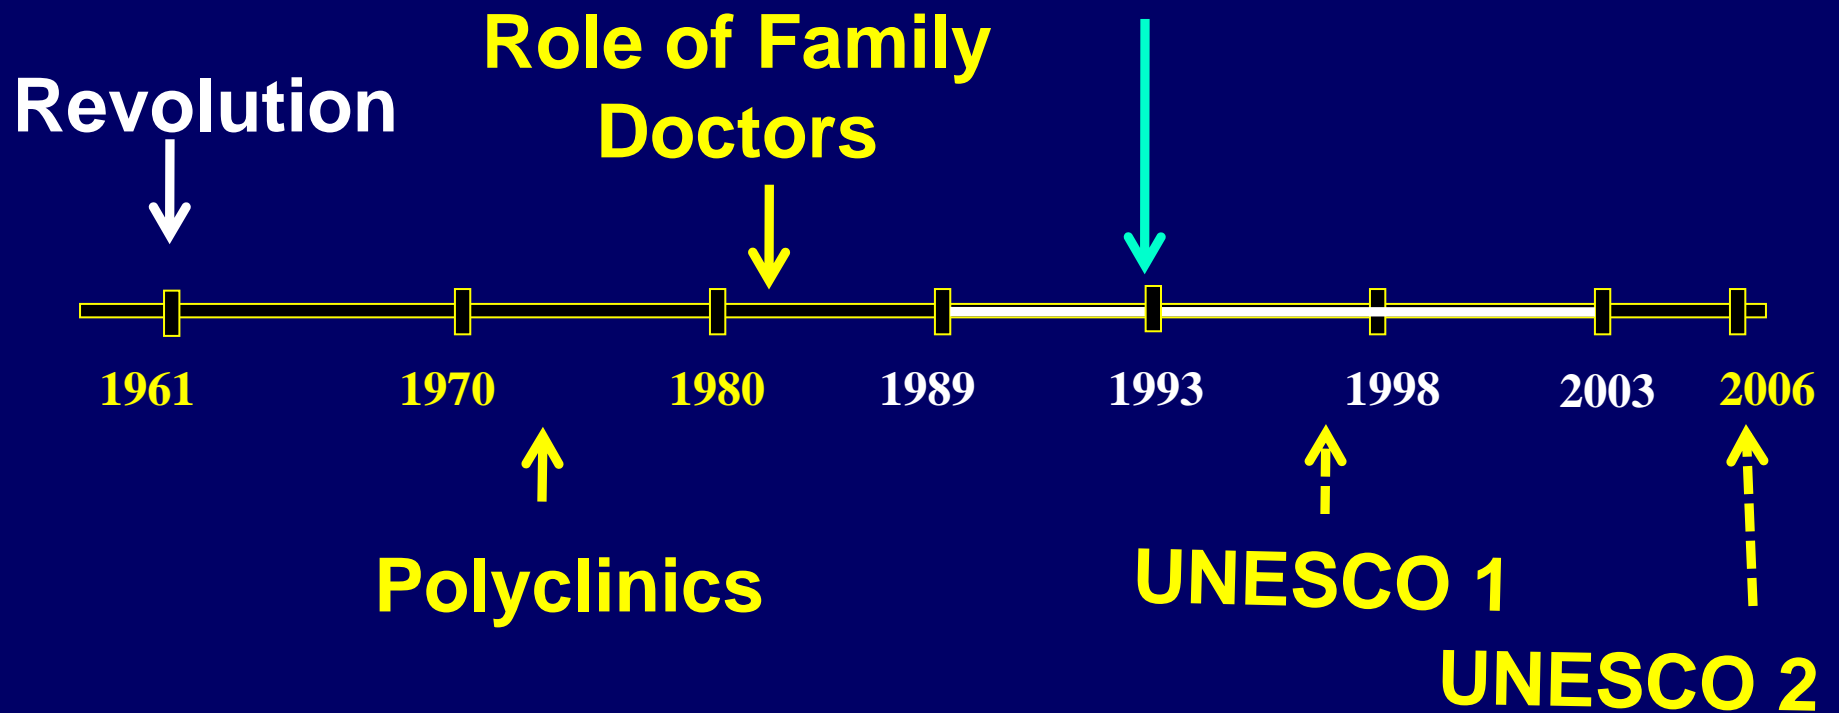 Role of Family
Doctors
Revolution
1961 1970 1980 1989 1993 1998 2003 2006
Polyclinics
UNESCO 1
UNESCO 2